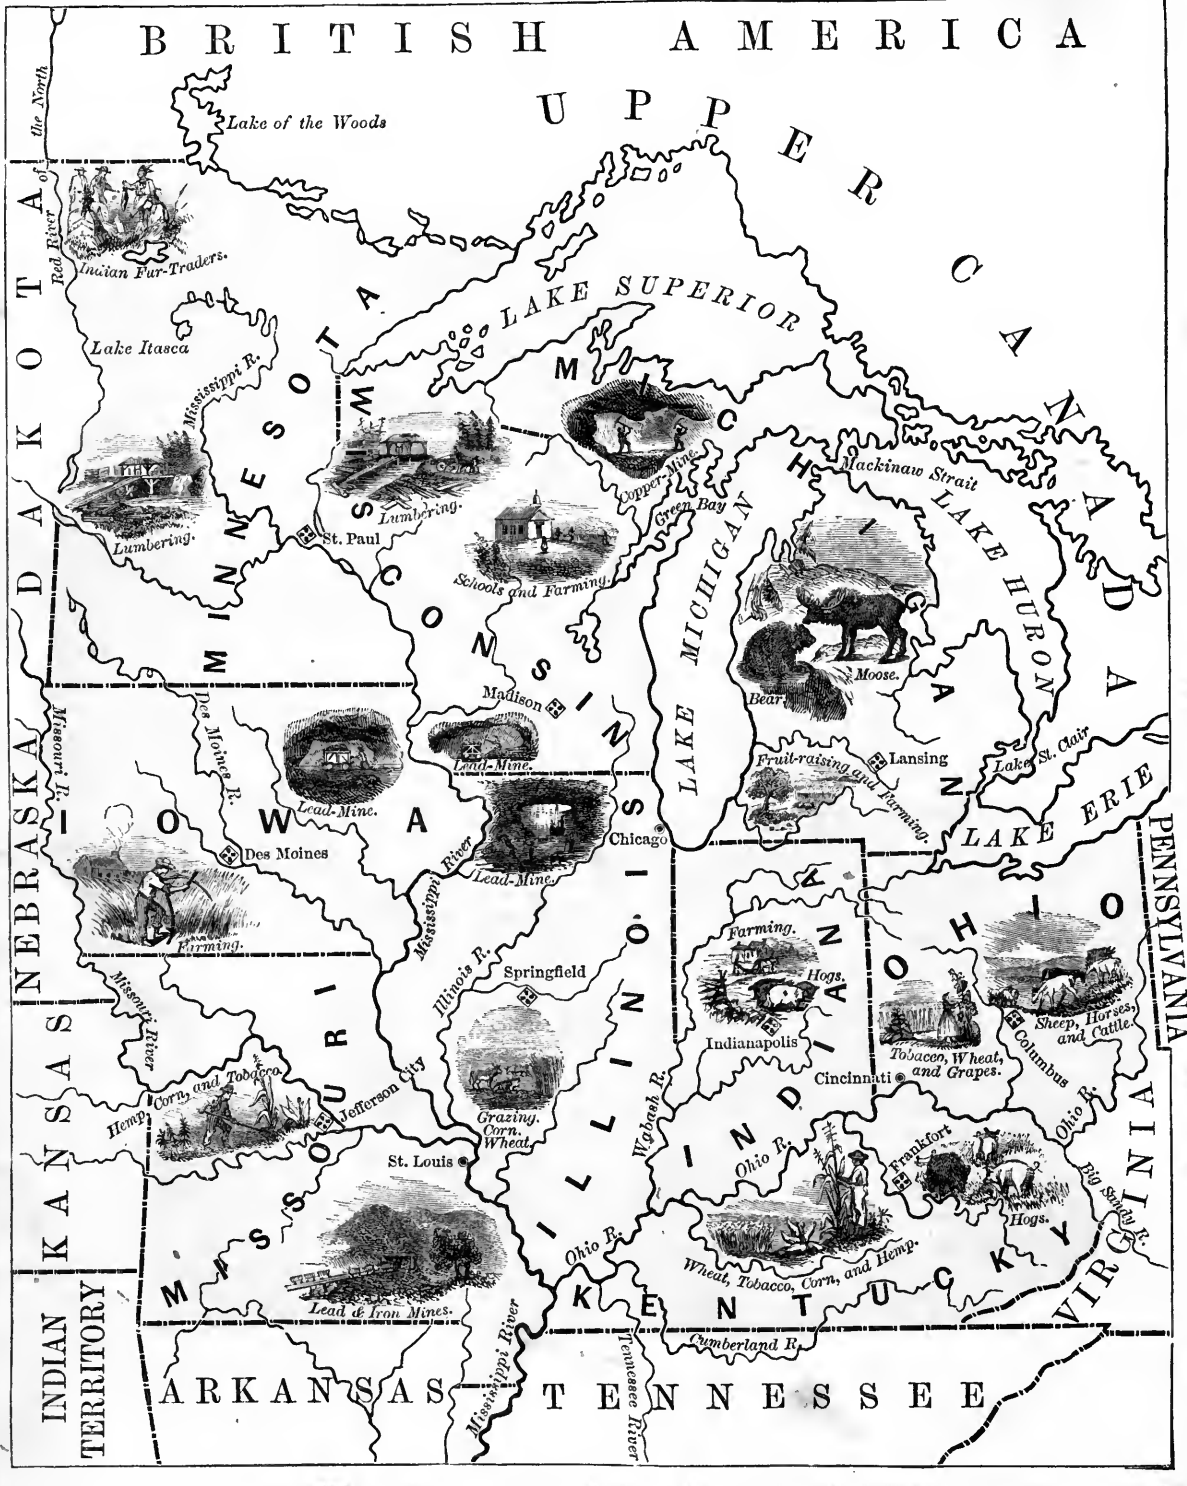 BRITISH AMERICA
UPPER CANADA
Red River of the North
Lake of the Woods
DAKOTA
Indian Fur-Traders.
Lake Itasca
Mississippi R.
MINNESOTA
LAKE SUPERIOR
MICHIGAN
Copper-Mine.
Green Bay
Mackinaw Strait
LAKE HURON
LAKE MICHIGAN
Lumbering.
Lumbering.
St. Paul
WISCONSIN
Schools and Farming.
Moose.
Bear
Madison
Lead-Mine.
Lansing
Fruit-raising and Farming.
Lake St. Clair
LAKE ERIE
NEBRASKA
Missouri R.
Des Moines R.
IOWA
Lead-Mine.
Des Moines
Farming.
Lead-Mine.
Chicago
Mississippi River
Illinois R.
Springfield
ILLINOIS
Grazing.
Corn.
Wheat.
INDIANA
Farming.
Hogs.
Indianapolis
Wabash R.
OHIO
Sheep, Horses,
and Cattle.
Tobacco, Wheat,
and Grapes.
Columbus
Cincinnati
Ohio R.
PENNSYLVANIA
KANSAS
Missouri River
Hemp, Corn, and Tobacco
Jefferson City
St. Louis
MASSOURI
Lead & Iron Mines.
Ohio R.
Ohio R.
Frankfort
Hogs.
Big Sandy R.
VIRGINIA
Wheat, Tobacco, Corn, and Hemp.
KENTUCKY
Cumberland R.
INDIAN
TERRITORY
ARKANSAS
Mississippi River
TENNESSEE
Tennessee River